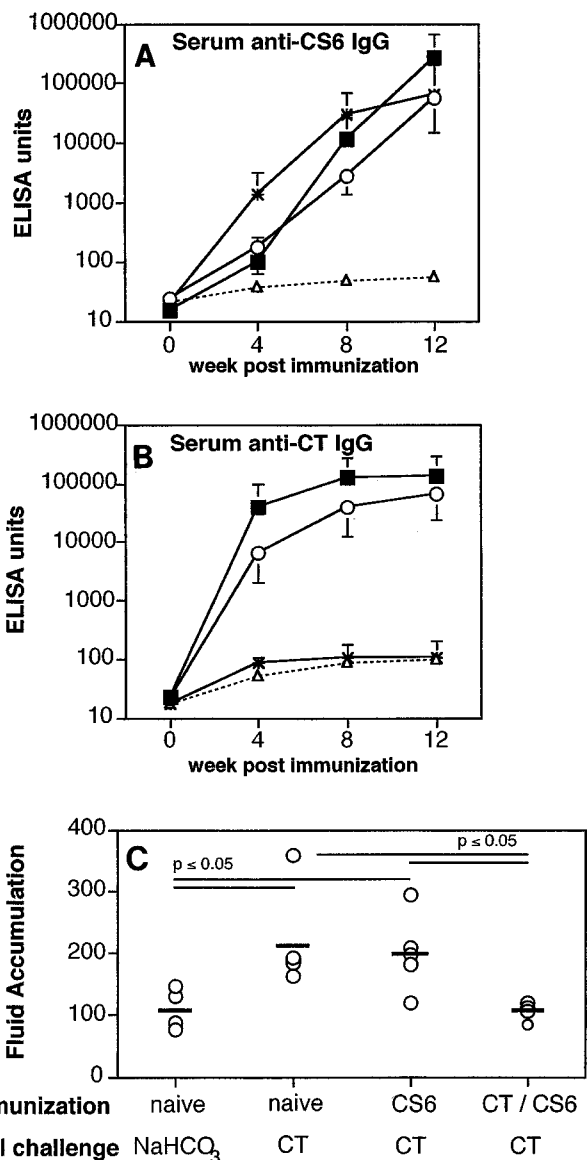 A Serum anti-CS6 IgG
ELISA units
1000000
100000
10000
1000
100
10
0 4 8 12
week post immunization
B Serum anti-CT IgG
ELISA units
1000000
100000
10000
1000
100
10
0 4 8 12
week post immunization
C
p ≤ 0.05
p ≤ 0.05
Fluid Accumulation
400
300
200
100
0
munization naive naive CS6 CT / CS6
l challenge NaHCO3 CT CT CT